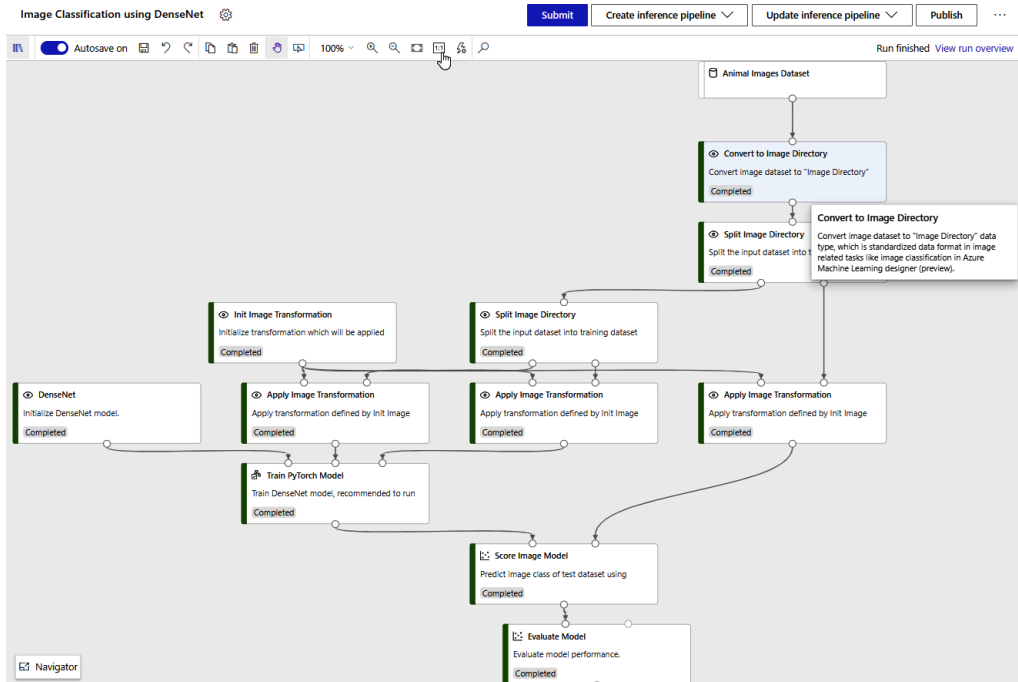 Image Classification using DenseNet
Submit
Create inference pipeline
Update inference pipeline
Publish
Autosave on
100%
1:1
Run finished View run overview
Animal Images Dataset
Convert to Image Directory
Convert image dataset to "Image Directory"
Completed
Convert to Image Directory
Convert image dataset to "Image Directory" data
type, which is standardized data format in image
related tasks like image classification in Azure
Machine Learning designer (preview).
Split Image Directory
Split the input dataset into t
Completed
Init Image Transformation
Initialize transformation which will be applied
Completed
Split Image Directory
Split the input dataset into training dataset
Completed
DenseNet
Initialize DenseNet model.
Completed
Apply Image Transformation
Apply transformation defined by Init Image
Completed
Apply Image Transformation
Apply transformation defined by Init Image
Completed
Apply Image Transformation
Apply transformation defined by Init Image
Completed
Train PyTorch Model
Train DenseNet model, recommended to run
Completed
Score Image Model
Predict image class of test dataset using
Completed
Evaluate Model
Evaluate model performance.
Completed
Navigator